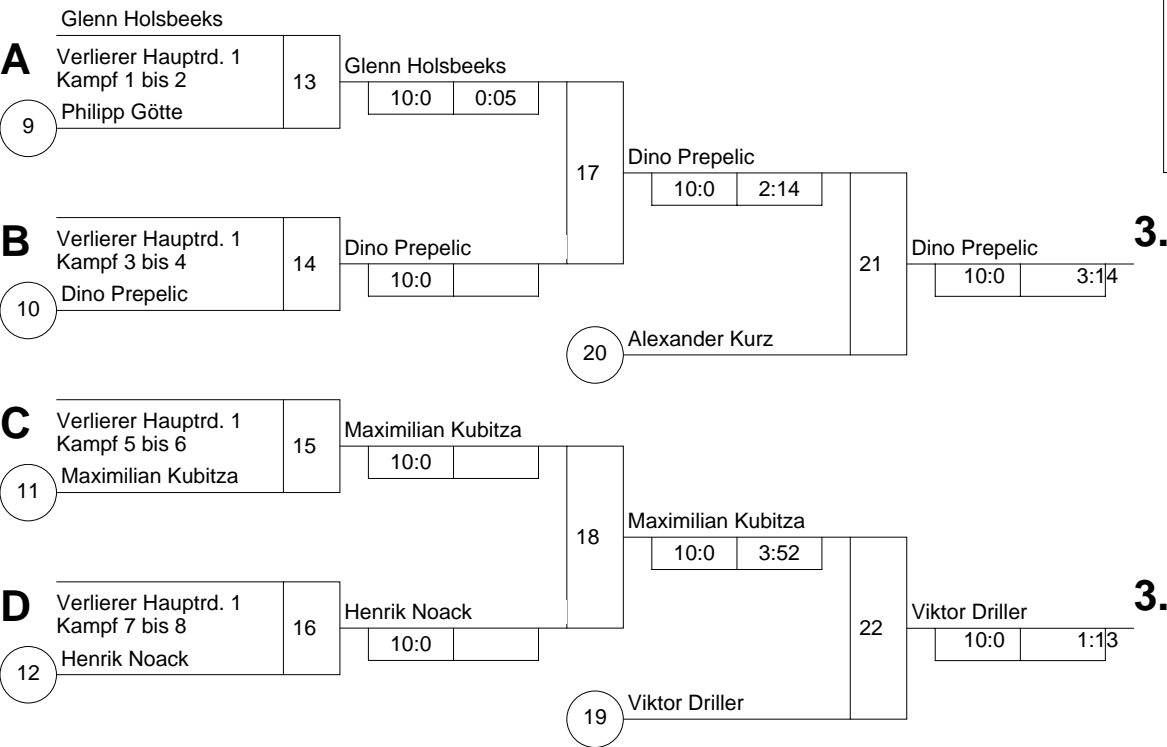 Glenn Holsbeeks
A
Verlierer Hauptrd. 1
Kampf 1 bis 2
13
Glenn Holsbeeks
10:0 0:05
9
Philipp Götte
17
Dino Prepelic
10:0 2:14
B
Verlierer Hauptrd. 1
Kampf 3 bis 4
14
Dino Prepelic
10:0
10
Dino Prepelic
21
Dino Prepelic
10:0 3:14
3.
20
Alexander Kurz
C
Verlierer Hauptrd. 1
Kampf 5 bis 6
15
Maximilian Kubitza
10:0
11
Maximilian Kubitza
18
Maximilian Kubitza
10:0 3:52
D
Verlierer Hauptrd. 1
Kampf 7 bis 8
16
Henrik Noack
10:0
12
Henrik Noack
22
Viktor Driller
10:0 1:13
3.
19
Viktor Driller